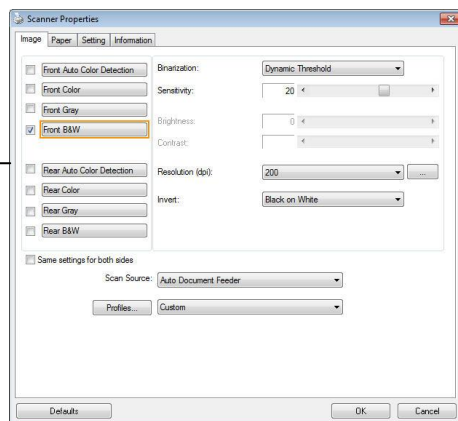 Scanner Properties
Image Paper Setting Information
Front Auto Color Detection
Front Color
Front Gray
Front B&W
Rear Auto Color Detection
Rear Color
Rear Gray
Rear B&W
Binarization: Dynamic Threshold
Sensitivity: 20
Brightness: 0
Contrast:
Resolution (dpi): 200 ...
Invert: Black on White
Same settings for both sides
Scan Source: Auto Document Feeder
Profiles... Custom
Defaults OK Cancel